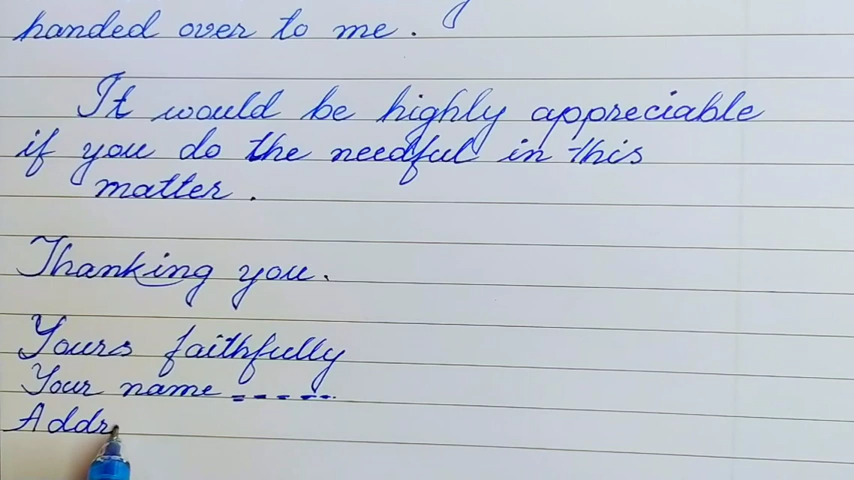 handed over to me.
It would be highly appreciable
if you do the needful in this
matter.
Thanking you.
Yours faithfully
Your name -----
Addr